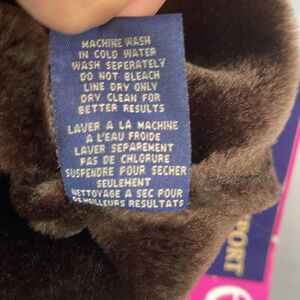 MACHINE WASH
IN COLD WATER
WASH SEPERATELY
DO NOT BLEACH
LINE DRY ONLY
DRY CLEAN FOR
BETTER RESULTS
LAVER A LA MACHINE
A L'EAU FROIDE
LAVER SEPAREMENT
PAS DE CHLORURE
SUSPENDRE POUR SECHER
SEULEMENT
NETTOYAGE A SEC POUR
DE MEILLEURS RESULTATS
PORT